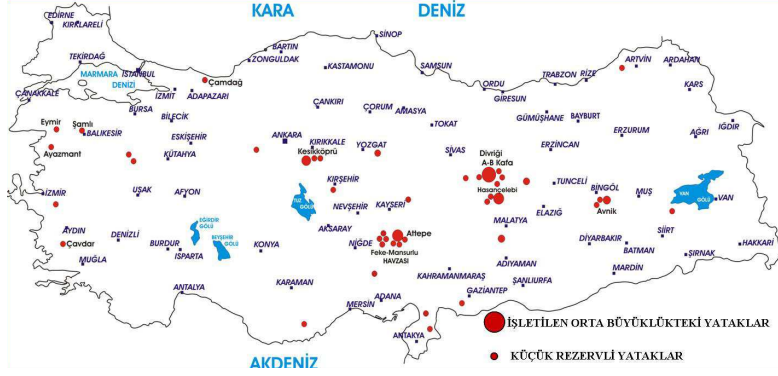 KARA DENİZ
EDİRNE
KIRKLARELİ
SİNOP
BARTIN
ZONGULDAK
KASTAMONU
TEKİRDAĞ
İSTANBUL
MARMARA
DENİZİ
Çamdağ
SAMSUN
ORDU
GİRESUN
TRABZON
RİZE
ARTVİN
ARDAHAN
KARS
ÇANAKKALE
İZMİT
ADAPAZARI
BURSA
BİLECİK
ÇANKIRI
ÇORUM
AMASYA
TOKAT
GÜMÜŞHANE
BAYBURT
ERZURUM
AĞRI
IĞDIR
Eymir
Şamlı
BALIKESİR
Ayazmant
ESKİŞEHİR
KÜTAHYA
ANKARA
KIRIKKALE
Kesikköprü
YOZGAT
SİVAS
Divriği
A-B Kafa
Hasançelebi
ERZİNCAN
TUNCELİ
BİNGÖL
MUŞ
VAN
GÖLÜ
VAN
İZMİR
UŞAK
AFYON
KIRŞEHİR
TUZ
GÖLÜ
NEVŞEHİR
KAYSERİ
AKSARAY
MALATYA
ELAZIĞ
Avnik
AYDIN
Çavdar
DENİZLİ
MUĞLA
BURDUR
ISPARTA
EĞİRDİR
GÖLÜ
BEYŞEHİR
GÖLÜ
KONYA
NİĞDE
Attepe
Feke-Mansurlu
HAVZASI
DİYARBAKIR
BATMAN
SİİRT
ŞIRNAK
HAKKARİ
MARDİN
ADIYAMAN
ŞANLIURFA
KAHRAMANMARAŞ
GAZİANTEP
ANTALYA
KARAMAN
MERSİN
ADANA
ANTAKYA
AKDENİZ
İŞLETİLEN ORTA BÜYÜKLÜKTEKİ YATAKLAR
KÜÇÜK REZERVLİ YATAKLAR